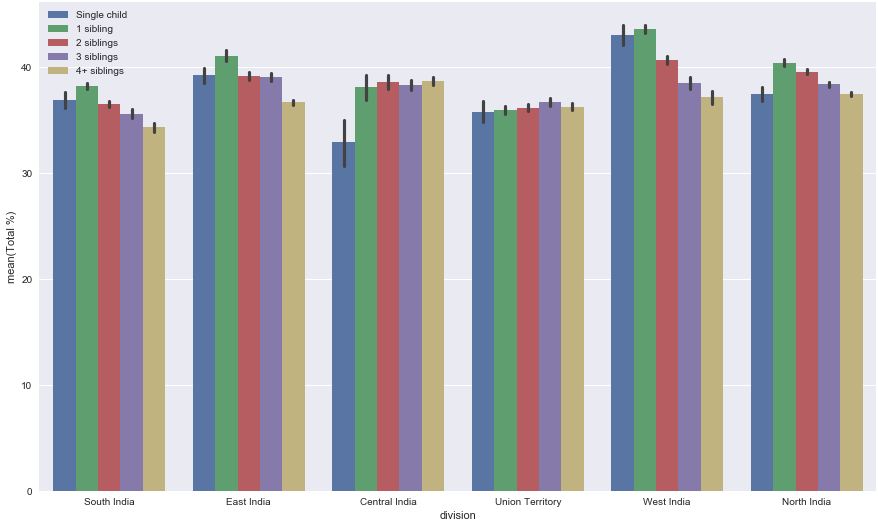 Single child
1 sibling
2 siblings
3 siblings
4+ siblings
mean(Total %)
40
30
20
10
0
South India
East India
Central India
Union Territory
West India
North India
division